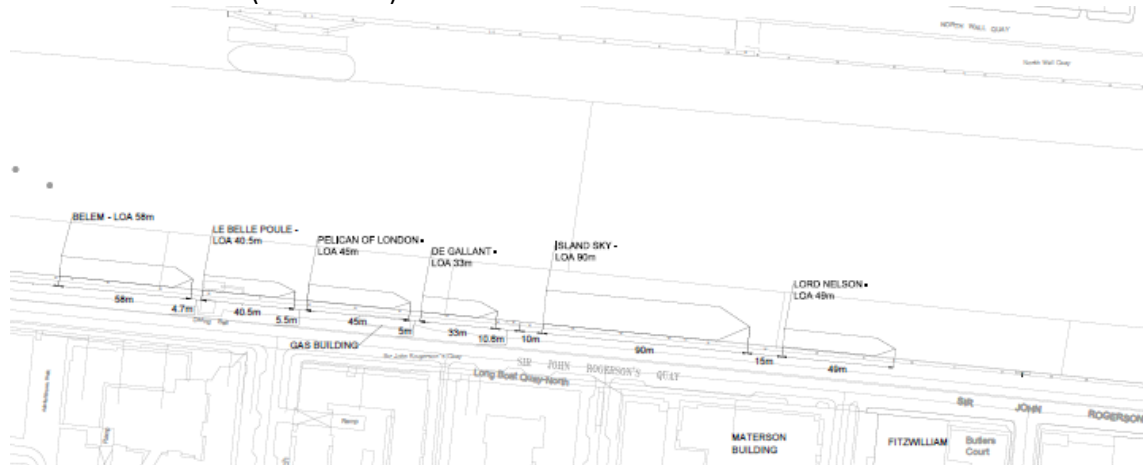 NORTH WALL QUAY
North Wall Quay
BELEM - LOA 58m
LE BELLE POULE -
LOA 40.5m
PELICAN OF LONDON -
LOA 45m
DE GALLANT -
LOA 33m
ISLAND SKY -
LOA 90m
LORD NELSON -
LOA 49m
58m
4.7m
40.5m
5.5m
45m
5m
33m
10.6m
10m
90m
15m
49m
GAS BUILDING
Sir John Rogerson's Quay
SIR JOHN ROGERSON'S QUAY
Long Boat Quay North
SIR JOHN ROGERSON
Ramp
Ramp
MATERSON
BUILDING
FITZWILLIAM
Butlers
Court